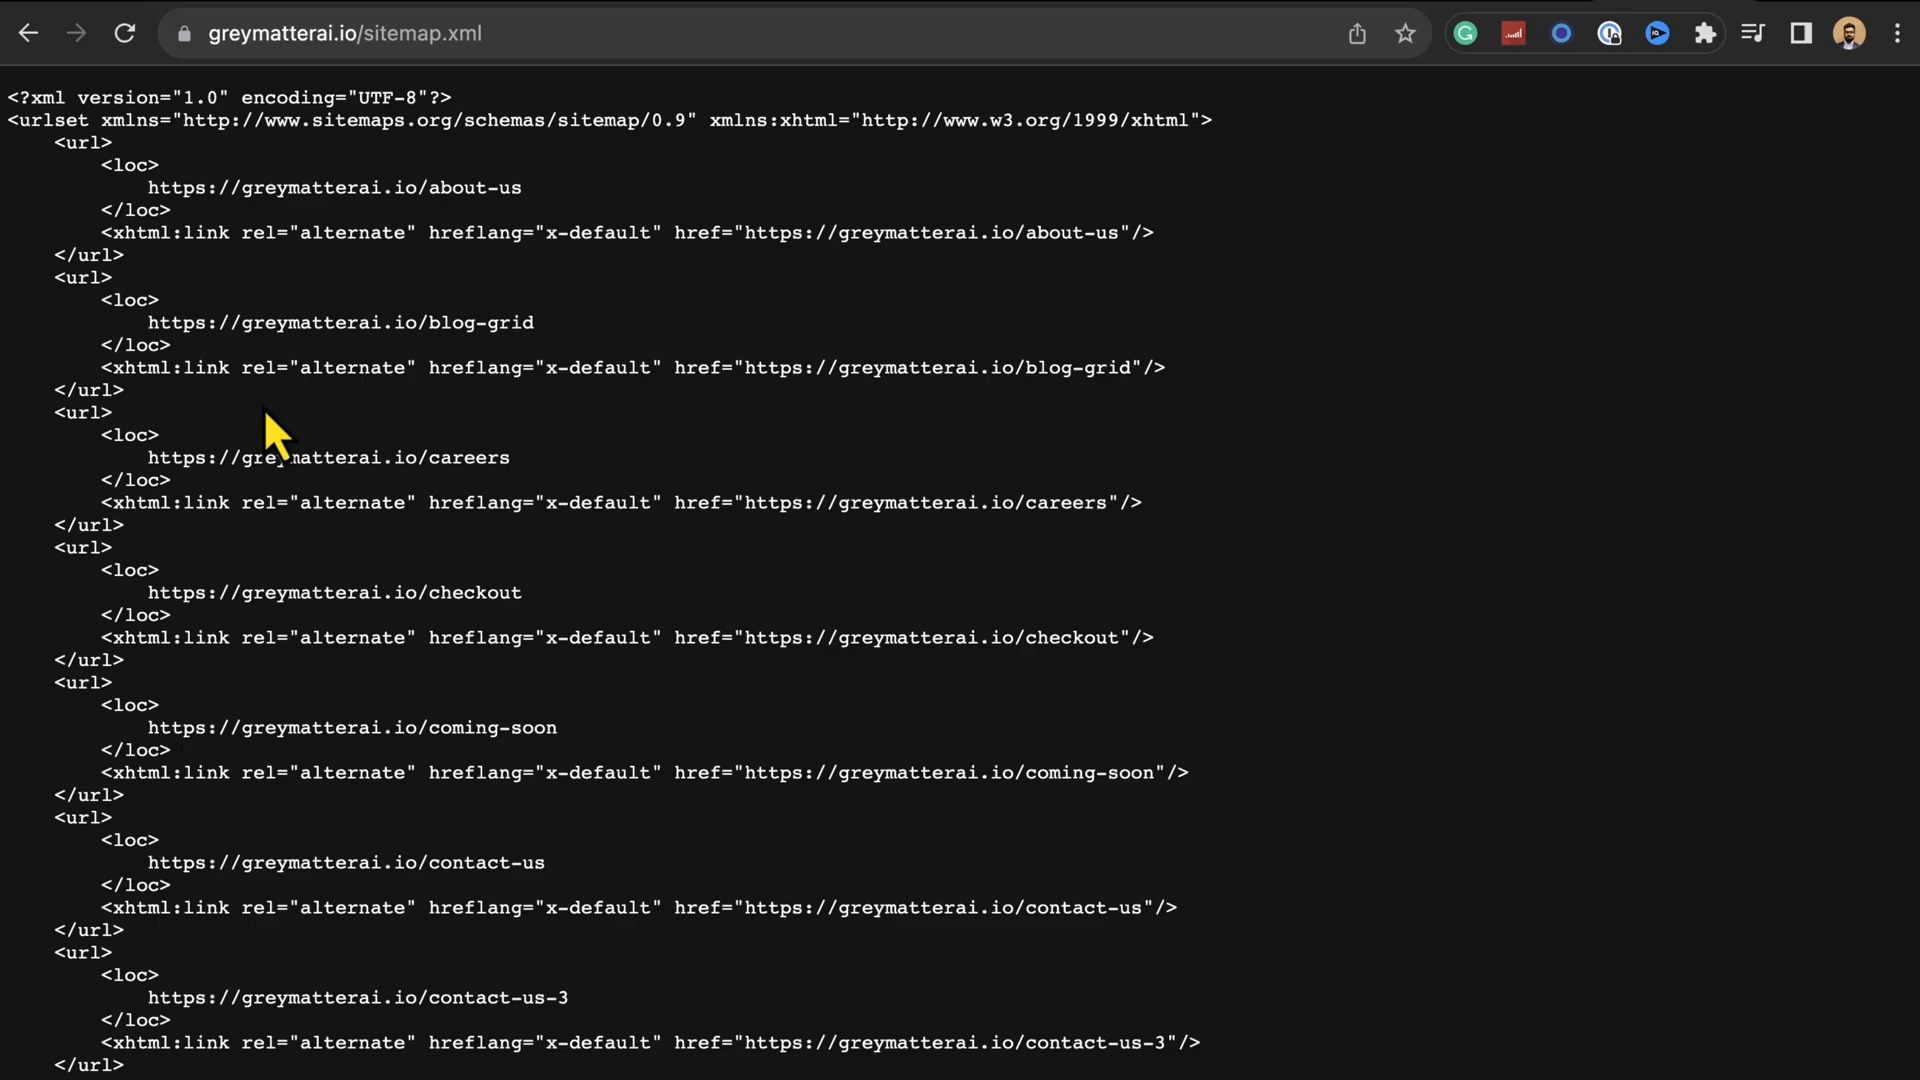 greymatterai.io/sitemap.xml
<?xml version="1.0" encoding="UTF-8"?>
<urlset xmlns="http://www.sitemaps.org/schemas/sitemap/0.9" xmlns:xhtml="http://www.w3.org/1999/xhtml">
<url>
<loc>
https://greymatterai.io/about-us
</loc>
<xhtml:link rel="alternate" hreflang="x-default" href="https://greymatterai.io/about-us"/>
</url>
<url>
<loc>
https://greymatterai.io/blog-grid
</loc>
<xhtml:link rel="alternate" hreflang="x-default" href="https://greymatterai.io/blog-grid"/>
</url>
<url>
<loc>
https://greymatterai.io/careers
</loc>
<xhtml:link rel="alternate" hreflang="x-default" href="https://greymatterai.io/careers"/>
</url>
<url>
<loc>
https://greymatterai.io/checkout
</loc>
<xhtml:link rel="alternate" hreflang="x-default" href="https://greymatterai.io/checkout"/>
</url>
<url>
<loc>
https://greymatterai.io/coming-soon
</loc>
<xhtml:link rel="alternate" hreflang="x-default" href="https://greymatterai.io/coming-soon"/>
</url>
<url>
<loc>
https://greymatterai.io/contact-us
</loc>
<xhtml:link rel="alternate" hreflang="x-default" href="https://greymatterai.io/contact-us"/>
</url>
<url>
<loc>
https://greymatterai.io/contact-us-3
</loc>
<xhtml:link rel="alternate" hreflang="x-default" href="https://greymatterai.io/contact-us-3"/>
</url>